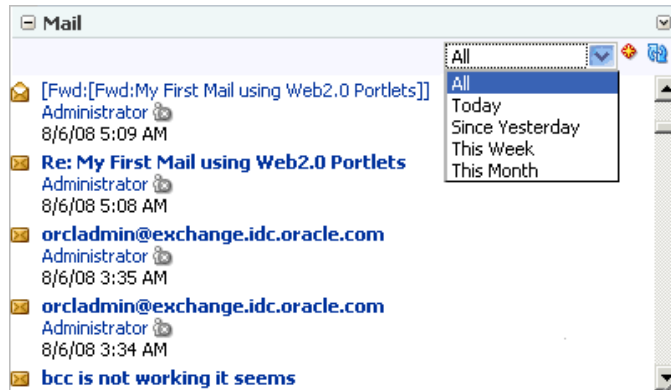 Mail
All
All
Today
Since Yesterday
This Week
This Month
[Fwd:[Fwd:My First Mail using Web2.0 Portlets]]
Administrator
8/6/08 5:09 AM
Re: My First Mail using Web2.0 Portlets
Administrator
8/6/08 5:08 AM
orcladmin@exchange.idc.oracle.com
Administrator
8/6/08 3:35 AM
orcladmin@exchange.idc.oracle.com
Administrator
8/6/08 3:34 AM
bcc is not working it seems